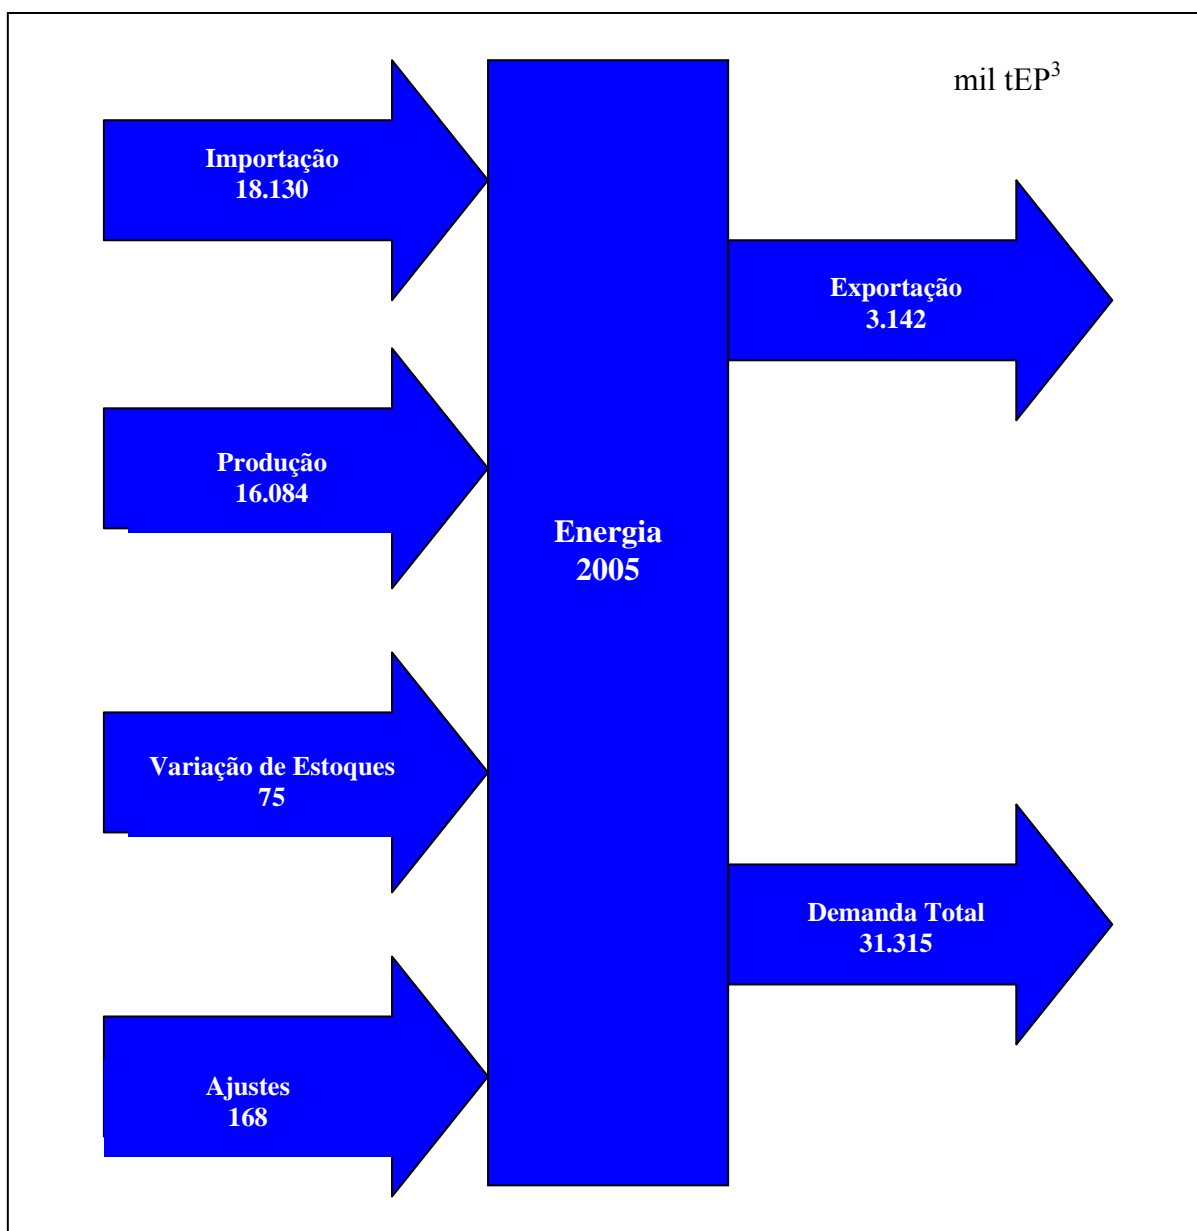 mil tEP³
Importação
18.130
Produção
16.084
Variação de Estoques
75
Ajustes
168
Energia
2005
Exportação
3.142
Demanda Total
31.315